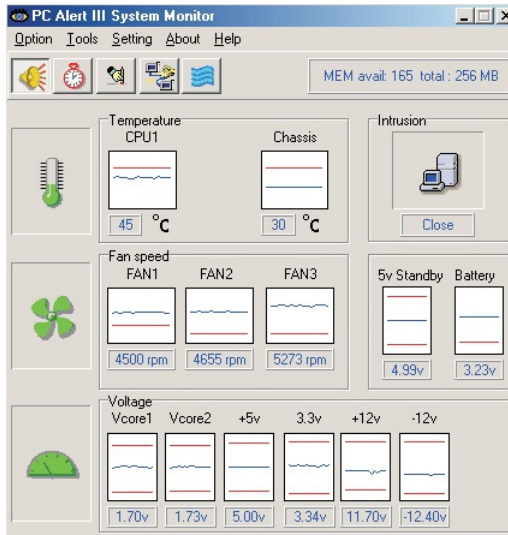 PC Alert III System Monitor
Option Tools Setting About Help
MEM avail: 165 total : 256 MB
Temperature
CPU1 Chassis
45 °C 30 °C
Intrusion
Close
Fan speed
FAN1 FAN2 FAN3
4500 rpm 4655 rpm 5273 rpm
5v Standby Battery
4.99v 3.23v
Voltage
Vcore1 Vcore2 +5v 3.3v +12v -12v
1.70v 1.73v 5.00v 3.34v 11.70v -12.40v